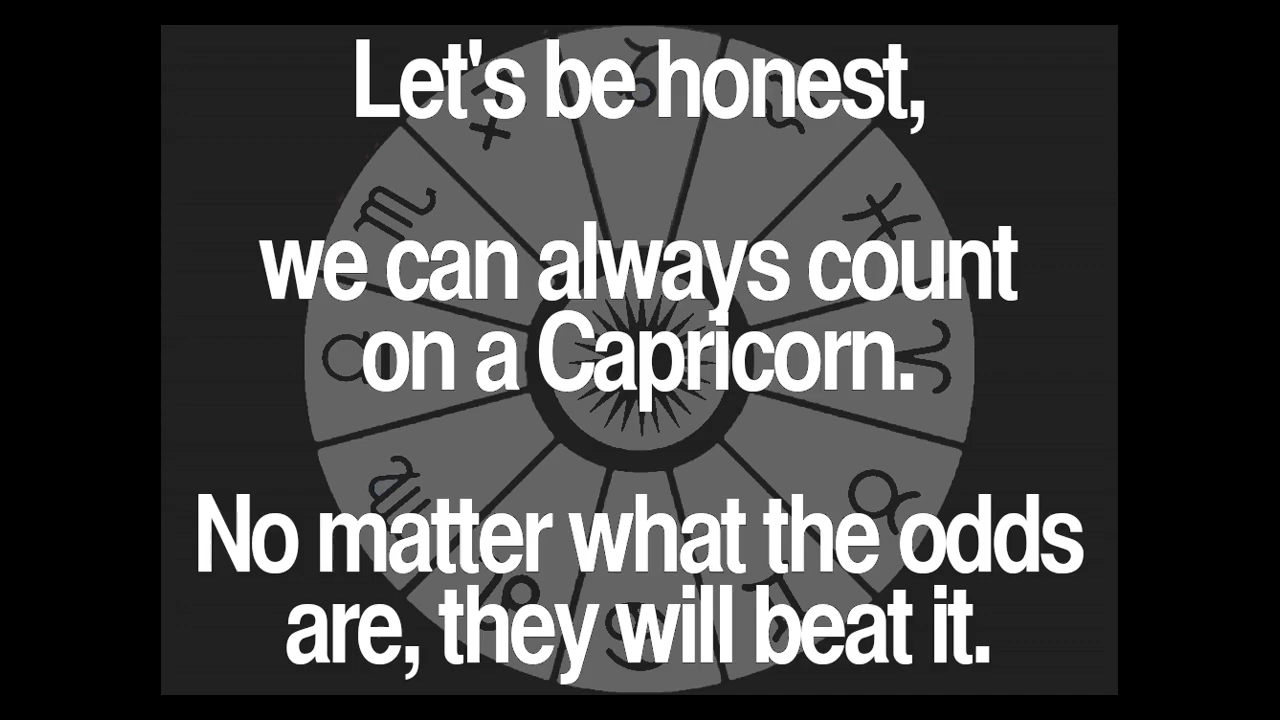 Let's be honest,
we can always count
on a Capricorn.
No matter what the odds
are, they will beat it.